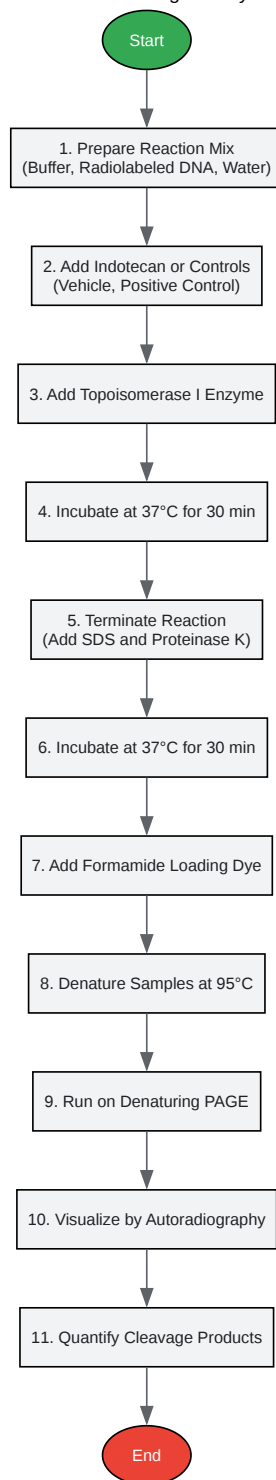 Start
1. Prepare Reaction Mix
(Buffer, Radiolabeled DNA, Water)
2. Add Indotecan or Controls
(Vehicle, Positive Control)
3. Add Topoisomerase I Enzyme
4. Incubate at 37°C for 30 min
5. Terminate Reaction
(Add SDS and Proteinase K)
6. Incubate at 37°C for 30 min
7. Add Formamide Loading Dye
8. Denature Samples at 95°C
9. Run on Denaturing PAGE
10. Visualize by Autoradiography
11. Quantify Cleavage Products
End